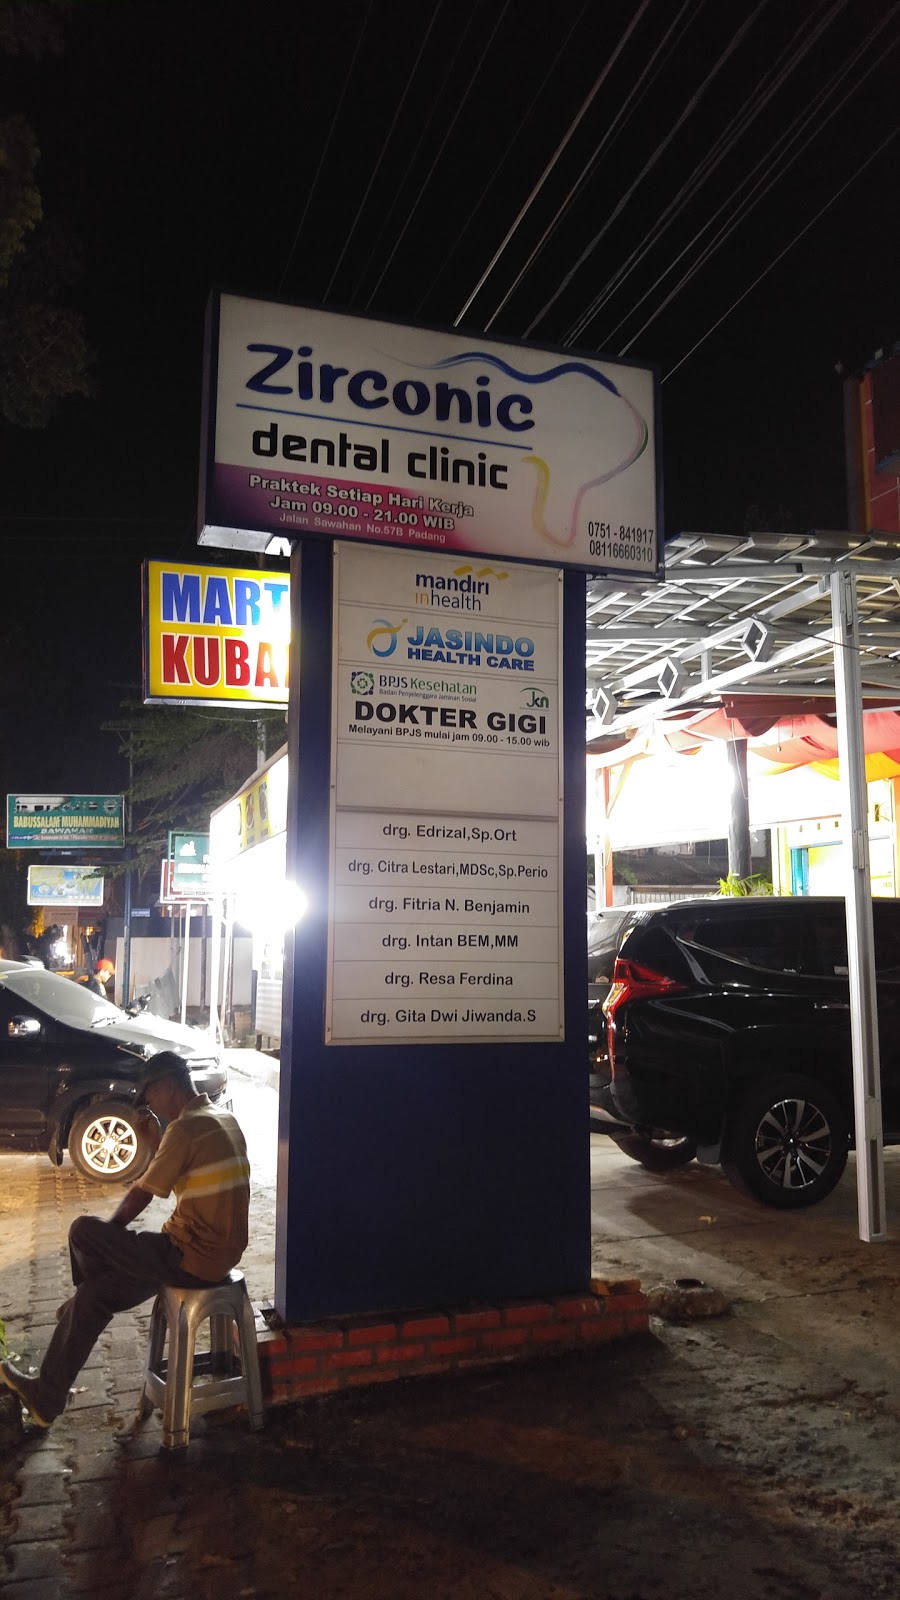 Zirconic
dental clinic
Praktek Setiap Hari Kerja
Jam 09.00 - 21.00 WIB
Jalan Sawahan No.57B Padang
0751 - 841917
08116660310
mandiri
inhealth
JASINDO
HEALTH CARE
BPJS Kesehatan
Badan Penyelenggara Jaminan Sosial
jkn
DOKTER GIGI
Melayani BPJS mulai jam 09.00 - 15.00 wib
drg. Edrizal,Sp.Ort
drg. Citra Lestari,MDSc,Sp.Perio
drg. Fitria N. Benjamin
drg. Intan BEM,MM
drg. Resa Ferdina
drg. Gita Dwi Jiwanda.S
MART
KUBA
BABUSSALAM MUHAMMADIYAH
SAWAHAN